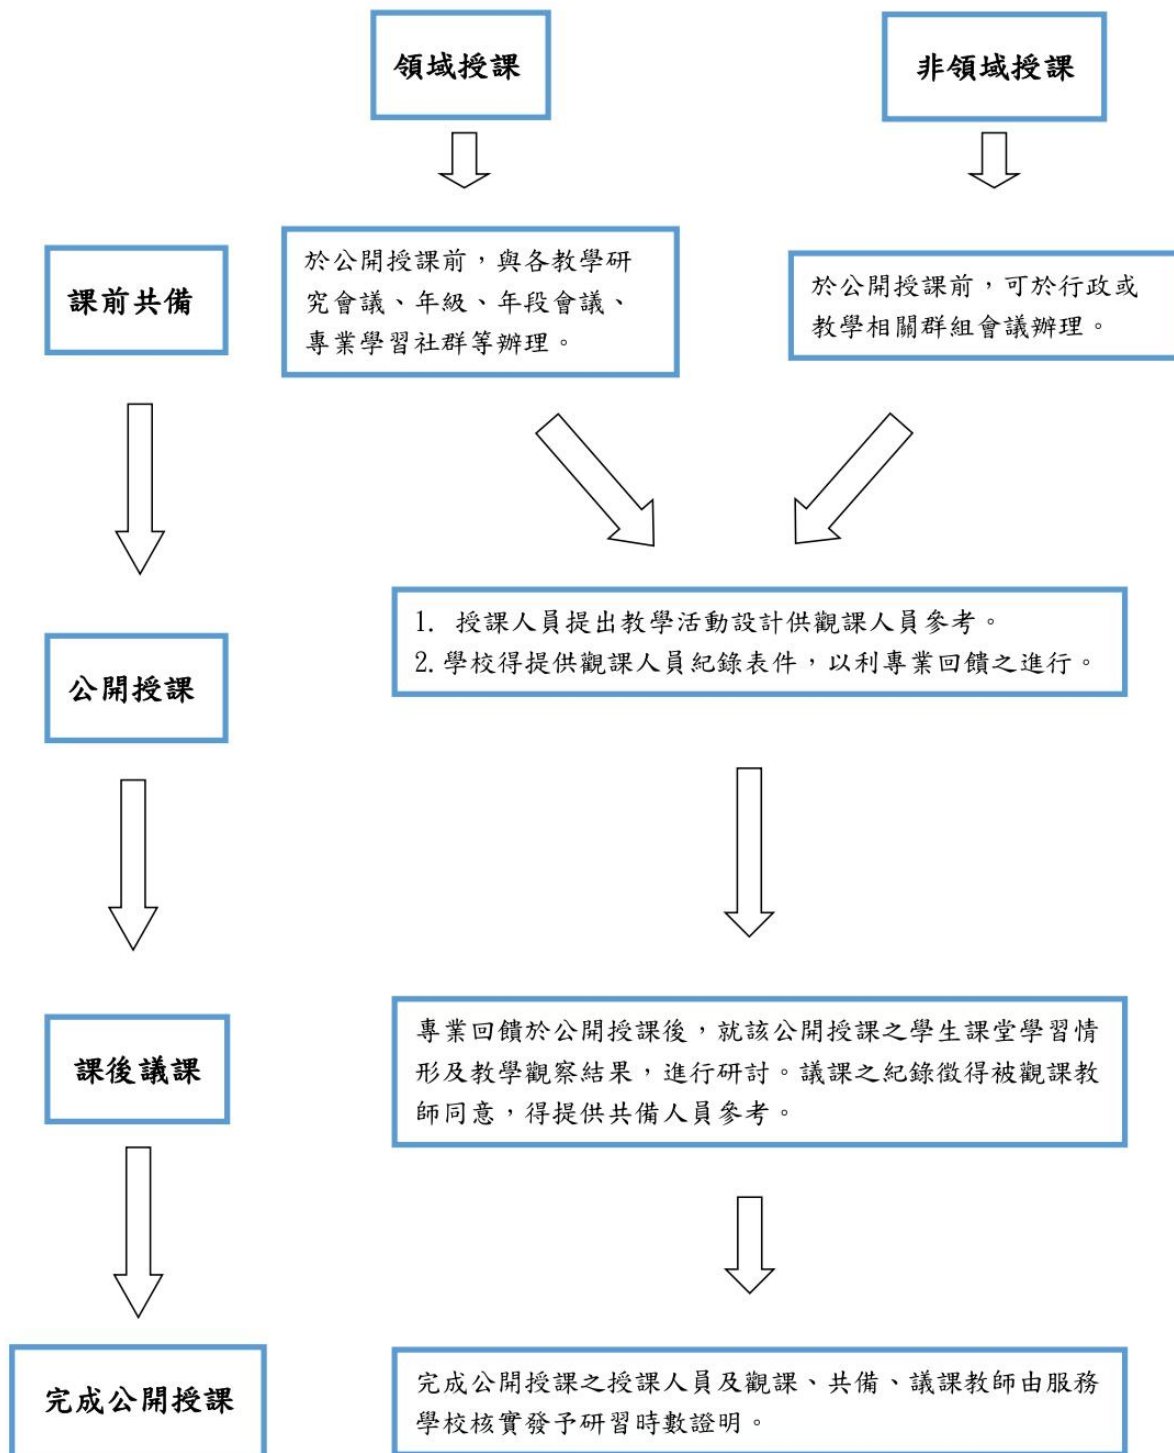 領域授課
非領域授課
課前共備
於公開授課前，與各教學研
究會議、年級、年段會議、
專業學習社群等辦理。
於公開授課前，可於行政或
教學相關群組會議辦理。
公開授課
1. 授課人員提出教學活動設計供觀課人員參考。
2. 學校得提供觀課人員紀錄表件，以利專業回饋之進行。
課後議課
專業回饋於公開授課後，就該公開授課之學生課堂學習情
形及教學觀察結果，進行研討。議課之紀錄徵得被觀課教
師同意，得提供共備人員參考。
完成公開授課
完成公開授課之授課人員及觀課、共備、議課教師由服務
學校核實發予研習時數證明。